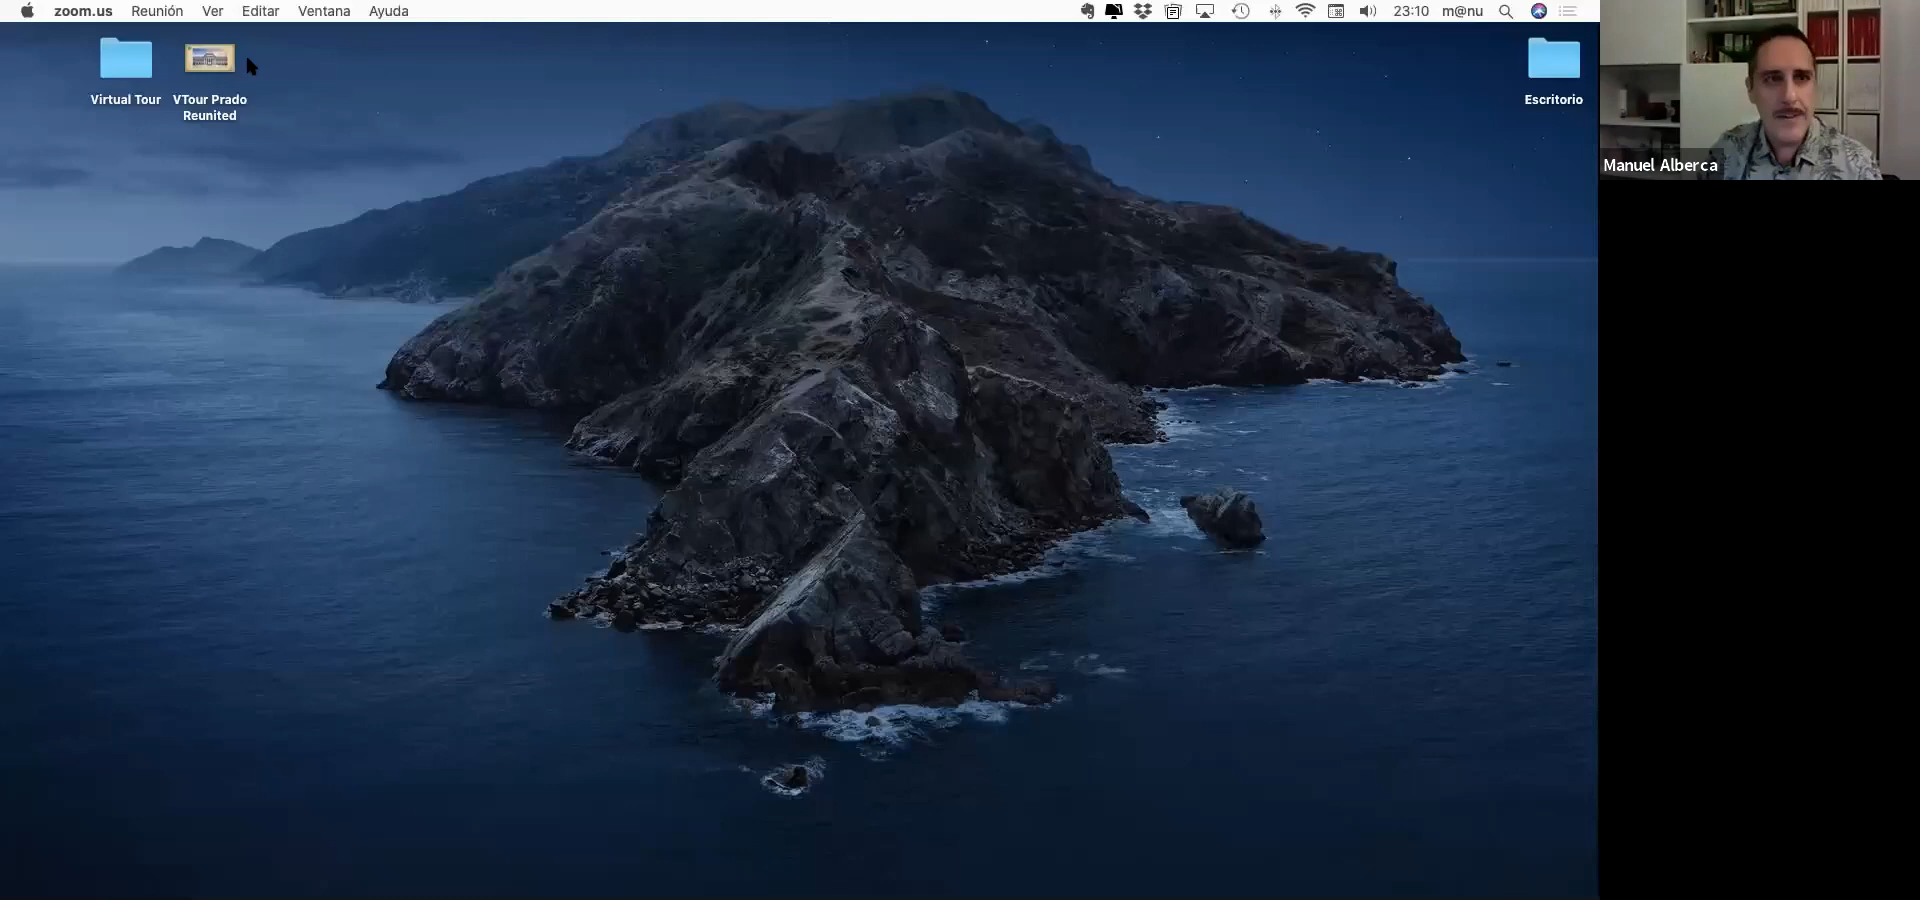 zoom.us Reunión Ver Editar Ventana Ayuda 23:10 m@nu
Virtual Tour
VTour Prado
Reunited
Escritorio
Manuel Alberca